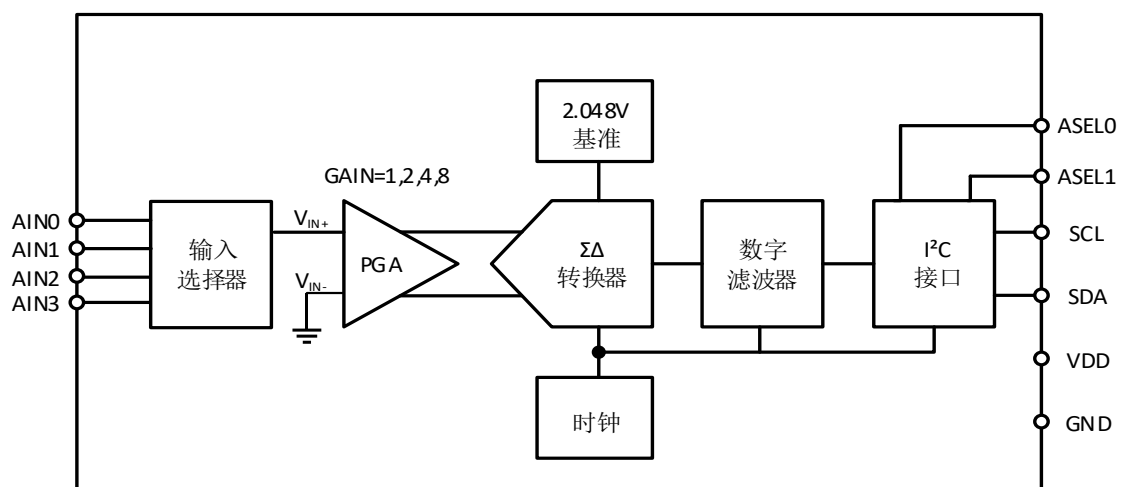 2.048V
基准
ASEL0
GAIN=1,2,4,8
ASEL1
AIN0
AIN1
AIN2
AIN3
输入
选择器
VIN+
VIN-
PGA
ΣΔ
转换器
数字
滤波器
I²C
接口
SCL
SDA
VDD
时钟
GND